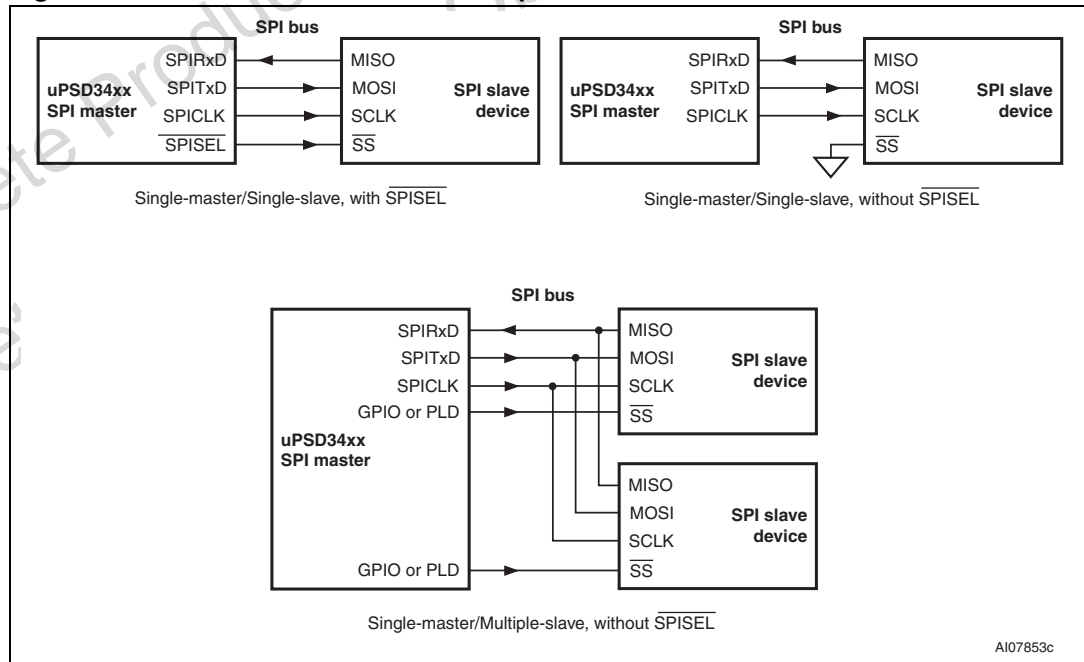 SPI bus
SPIRxD
SPITxD
uPSD34xx
SPI master
SPICLK
SPISEL
MISO
MOSI
SPI slave
device
SCLK
SS
Single-master/Single-slave, with SPISEL
SPI bus
SPIRxD
SPITxD
uPSD34xx
SPI master
SPICLK
MISO
MOSI
SPI slave
device
SCLK
SS
Single-master/Single-slave, without SPISEL
SPI bus
SPIRxD
SPITxD
SPICLK
GPIO or PLD
uPSD34xx
SPI master
GPIO or PLD
MISO
MOSI
SPI slave
device
SCLK
SS
MISO
MOSI
SPI slave
device
SCLK
SS
Single-master/Multiple-slave, without SPISEL
AI07853c